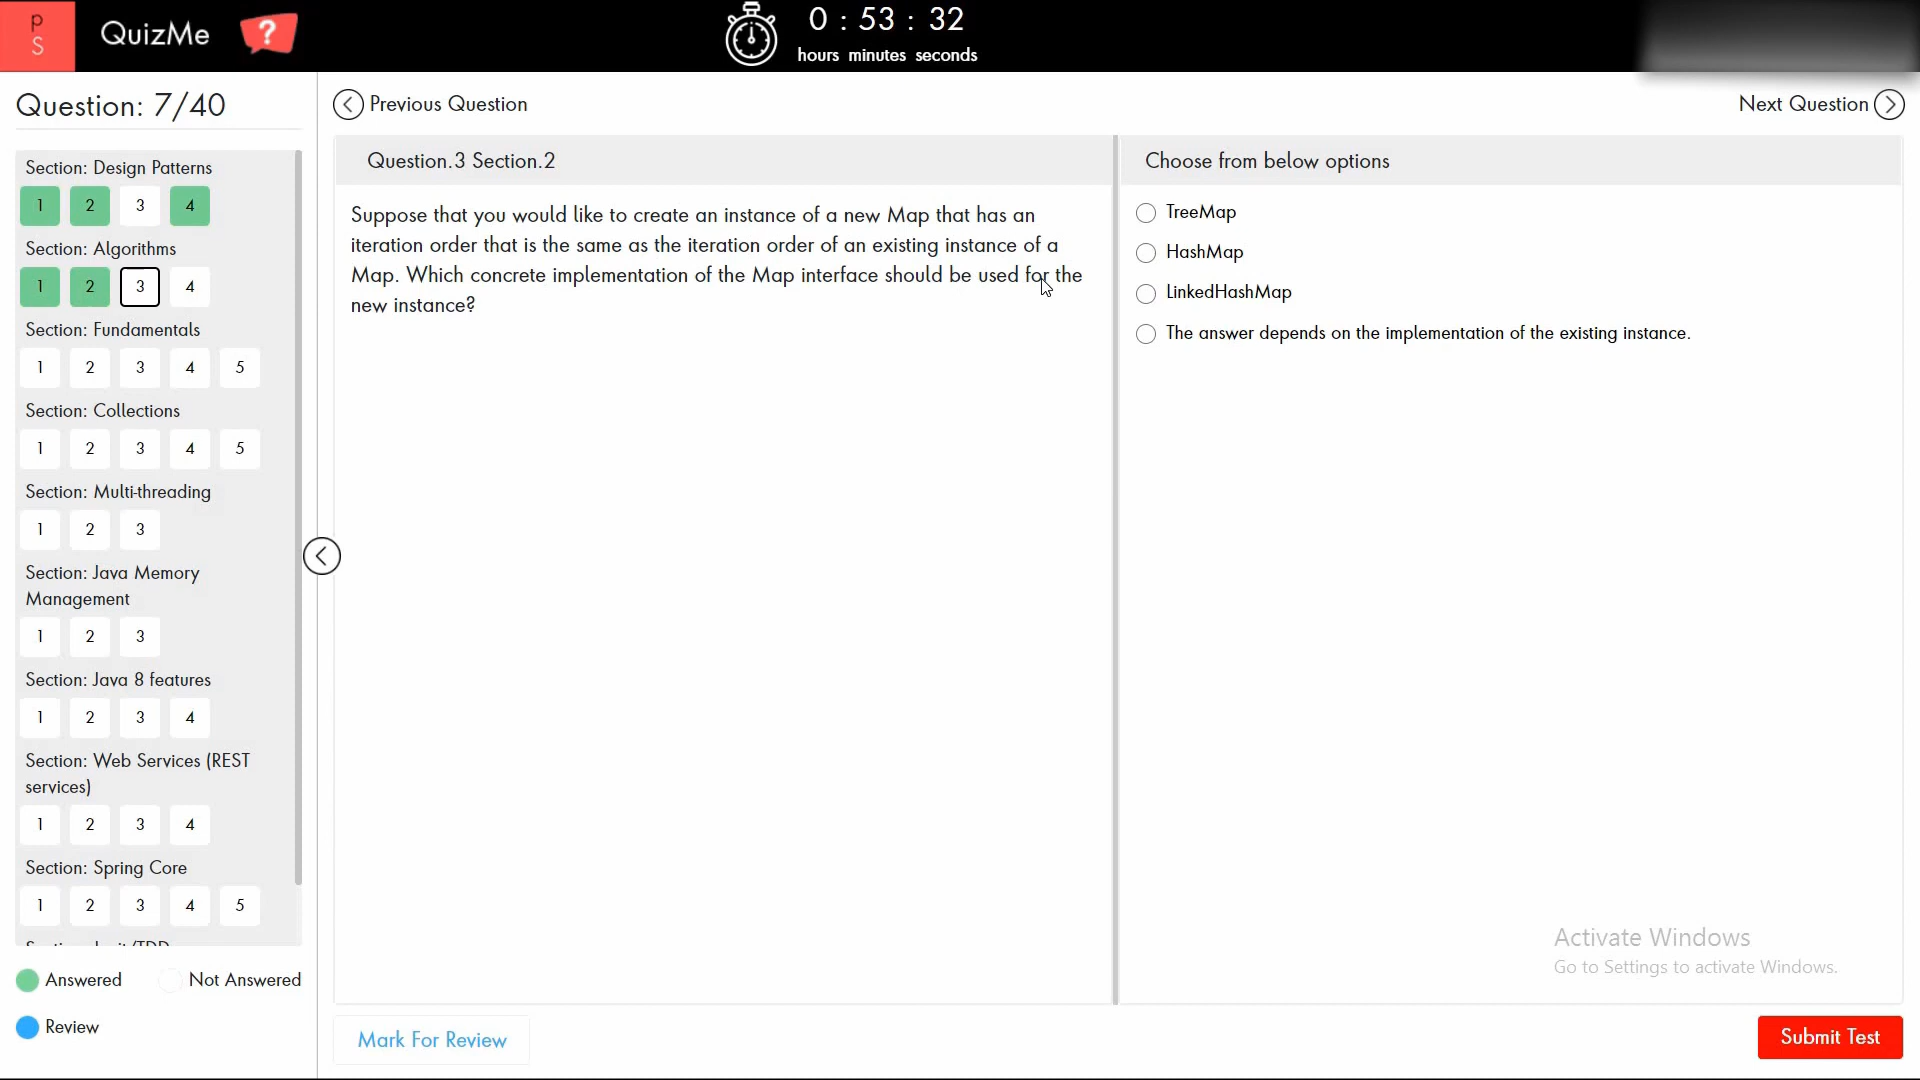 p
S
QuizMe
?
0 : 53 : 32
hours minutes seconds
Question: 7/40
Previous Question
Next Question
Section: Design Patterns
1 2 3 4
Section: Algorithms
1 2 3 4
Section: Fundamentals
1 2 3 4 5
Section: Collections
1 2 3 4 5
Section: Multi-threading
1 2 3
Section: Java Memory
Management
1 2 3
Section: Java 8 features
1 2 3 4
Section: Web Services (REST
services)
1 2 3 4
Section: Spring Core
1 2 3 4 5
Answered Not Answered
Review
Question.3 Section.2
Suppose that you would like to create an instance of a new Map that has an
iteration order that is the same as the iteration order of an existing instance of a
Map. Which concrete implementation of the Map interface should be used for the
new instance?
Choose from below options
TreeMap
HashMap
LinkedHashMap
The answer depends on the implementation of the existing instance.
Activate Windows
Go to Settings to activate Windows.
Mark For Review
Submit Test